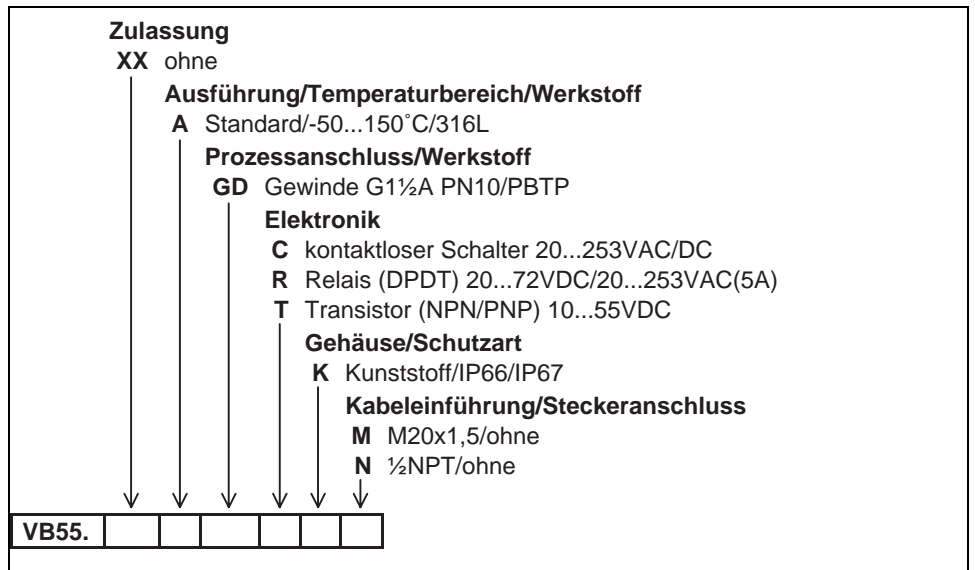 Zulassung
XX ohne
Ausführung/Temperaturbereich/Werkstoff
A Standard/-50...150˚C/316L
Prozessanschluss/Werkstoff
GD Gewinde G1½A PN10/PBTP
Elektronik
C kontaktloser Schalter 20...253VAC/DC
R Relais (DPDT) 20...72VDC/20...253VAC(5A)
T Transistor (NPN/PNP) 10...55VDC
Gehäuse/Schutzart
K Kunststoff/IP66/IP67
Kabeleinführung/Steckeranschluss
M M20x1,5/ohne
N ½NPT/ohne
VB55.